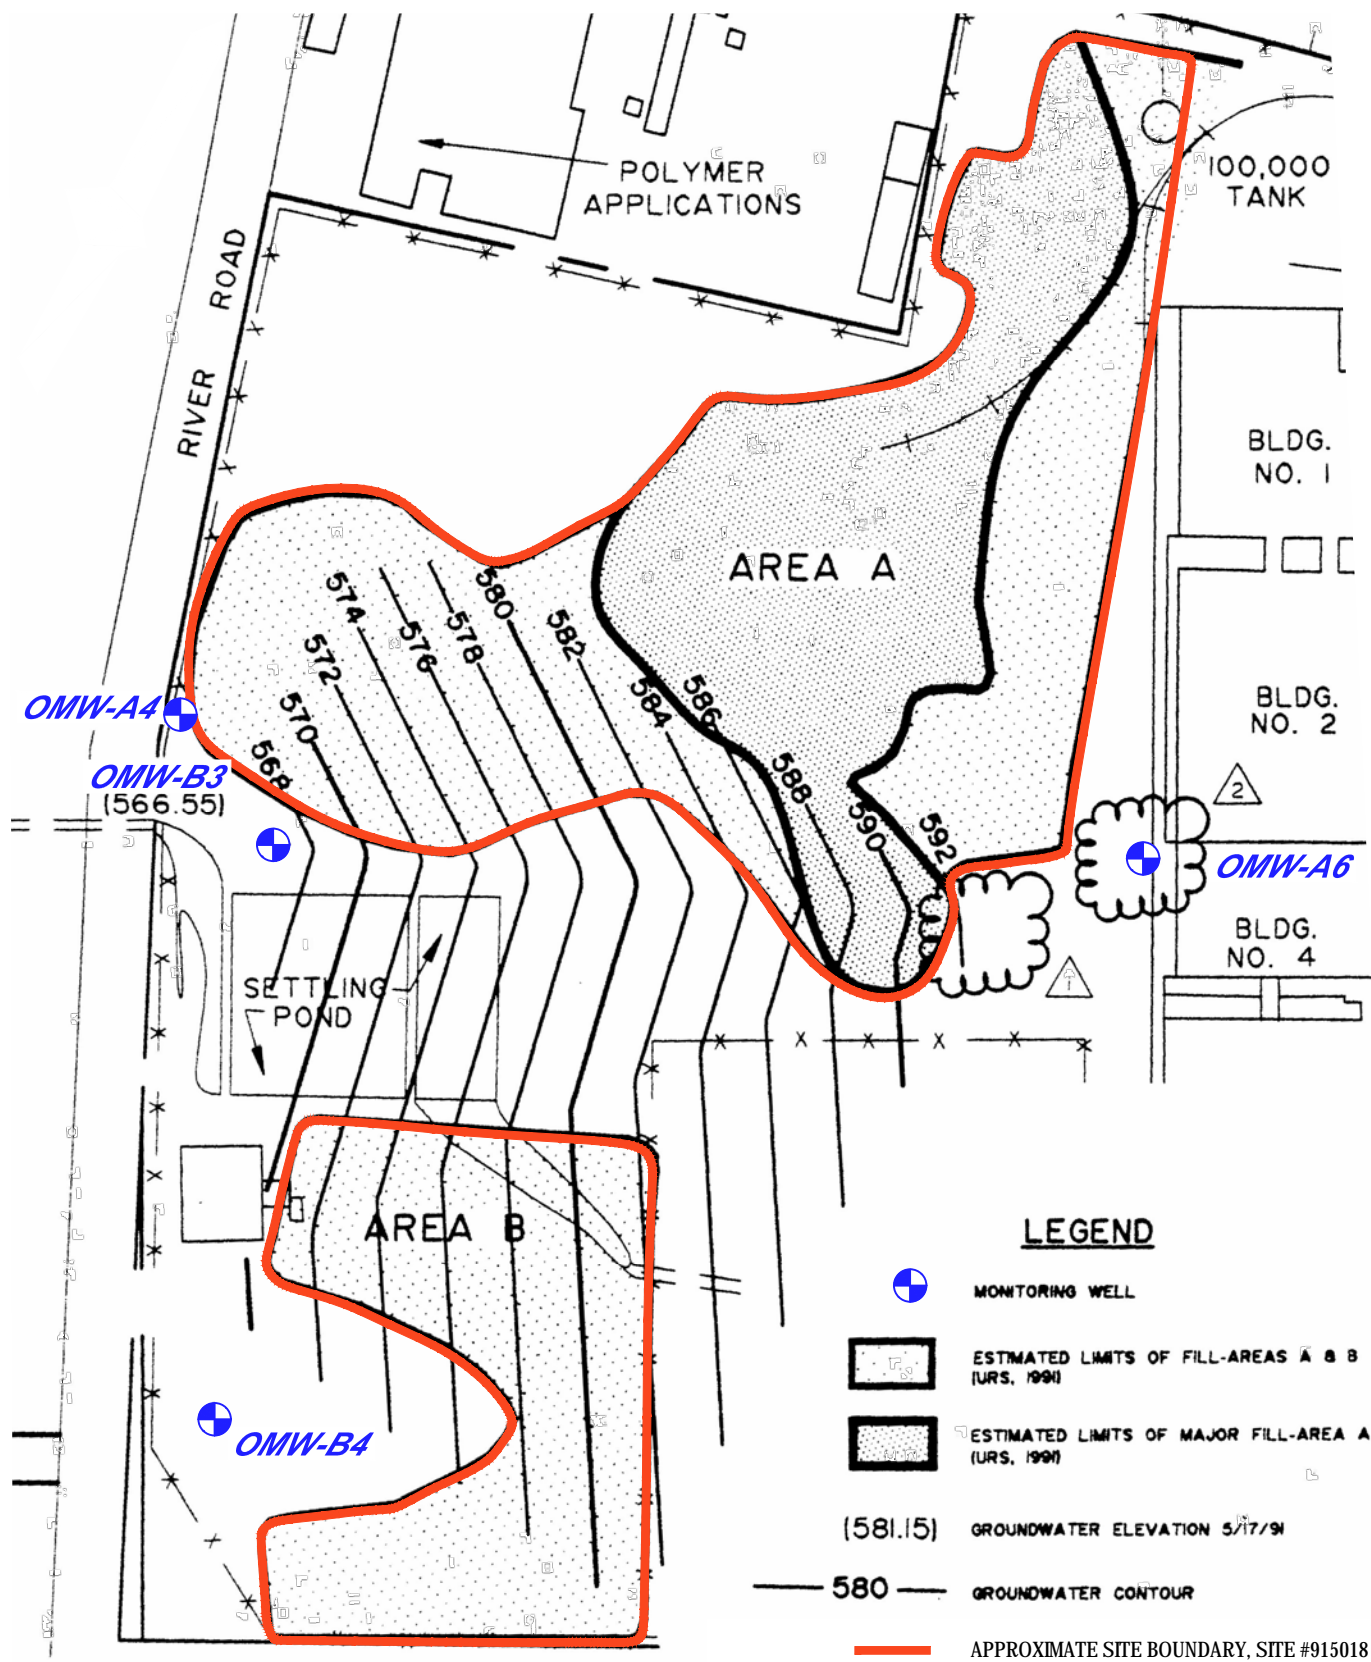 POLYMER
APPLICATIONS
100,000
TANK
RIVER ROAD
BLDG.
NO. 1
AREA A
580
574
582
576
578
572
OMW-A4
570
584
586
BLDG.
NO. 2
568
OMW-B3
(566.55)
588
2
590
592
OMW-A6
BLDG.
NO. 4
SETTLING
POND
1
AREA B
LEGEND
MONITORING WELL
ESTIMATED LIMITS OF FILL-AREAS A & B
(URS, 1991)
OMW-B4
ESTIMATED LIMITS OF MAJOR FILL-AREA A
(URS, 1991)
(581.15) GROUNDWATER ELEVATION 5/17/91
580 GROUNDWATER CONTOUR
APPROXIMATE SITE BOUNDARY, SITE #915018